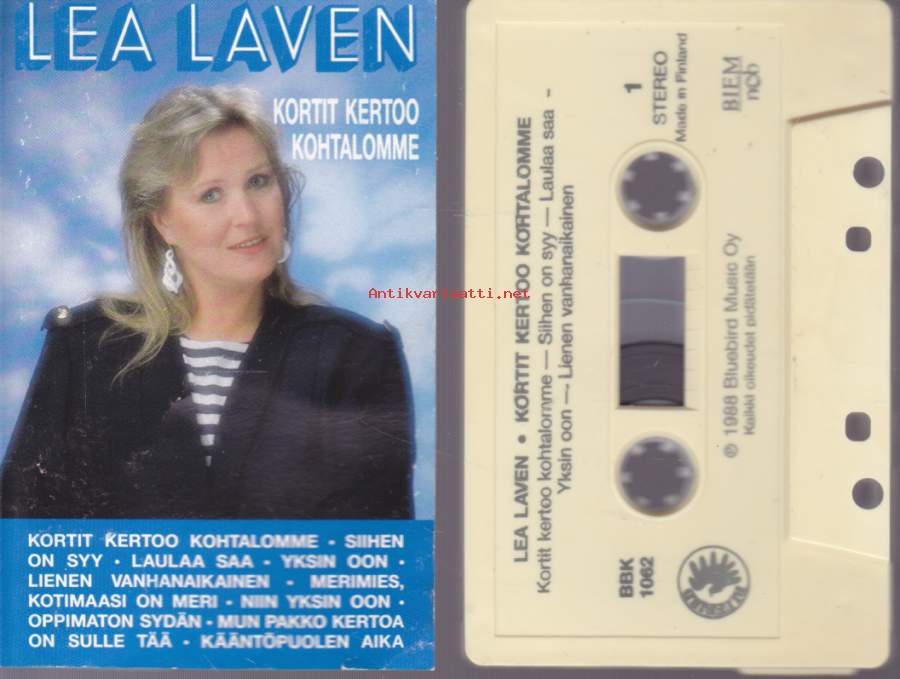 LEA LAVEN
KORTIT KERTOO
KOHTALOMME
KORTIT KERTOO KOHTALOMME - SIIHEN
ON SYY - LAULAA SAA - YKSIN OON -
LIENEN VANHANAIKAINEN - MERIMIES,
KOTIMAASI ON MERI - NIIN YKSIN OON -
OPPIMATON SYDÄN - MUN PAKKO KERTOA
ON SULLE TÄÄ - KÄÄNTÖPUOLEN AIKA
Antikvariaatti.net
LEA LAVEN • KORTIT KERTOO KOHTALOMME
Kortit kertoo kohtalomme — Siihen on syy — Laulaa saa -
Yksin oon — Lienen vanhanaikainen
1
STEREO
Made in Finland
BIEM
ncb
BBK
1062
℗ 1988 Bluebird Music Oy
Kaikki oikeudet pidätetään
BLUEBIRD